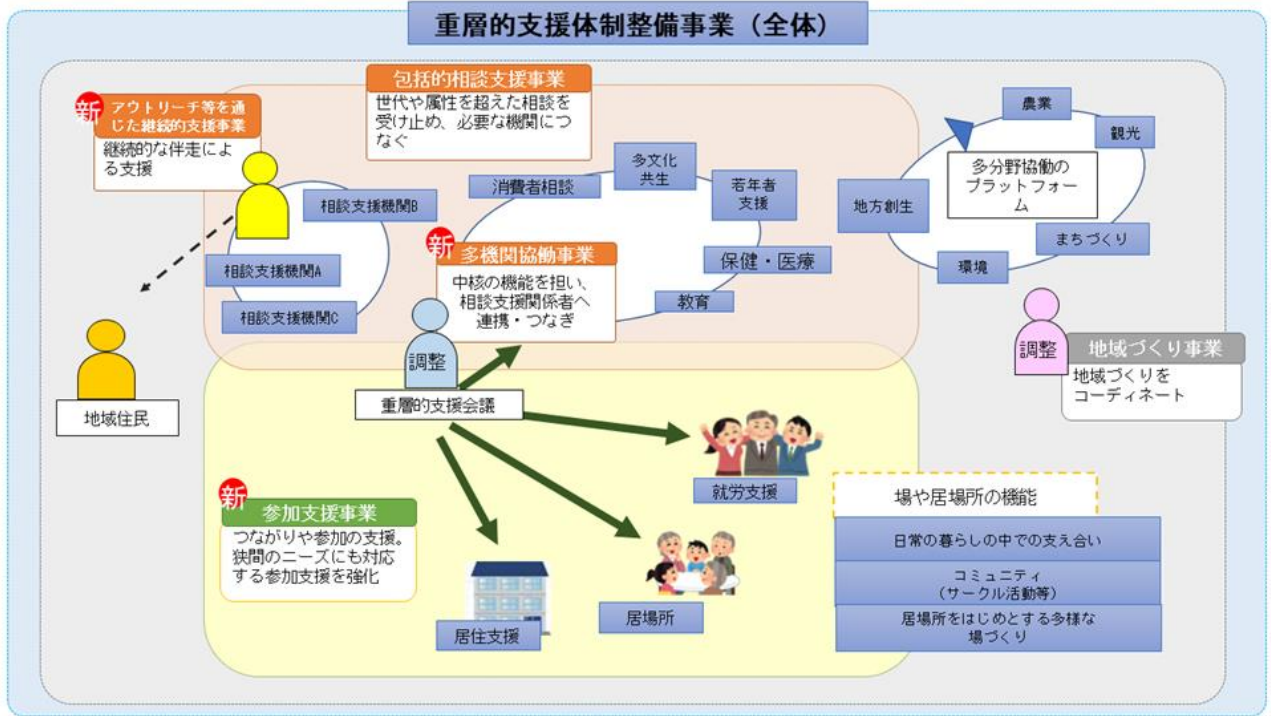 重層的支援体制整備事業（全体）
新
アウトリーチ等を通
じた継続的支援事業
継続的な伴走によ
る支援
包括的相談支援事業
世代や属性を超えた相談を
受け止め、必要な機関につ
なぐ
相談支援機関B
相談支援機関A
相談支援機関C
消費者相談
多文化
共生
若年者
支援
保健・医療
教育
新
多機関協働事業
中核の機能を担い、
相談支援関係者へ
連携・つなぎ
農業
観光
多分野協働の
プラットフォー
ム
地方創生
まちづくり
環境
調整
地域づくり事業
地域づくりを
コーディネート
地域住民
調整
重層的支援会議
新
参加支援事業
つながりや参加の支援。
狭間のニーズにも対応
する参加支援を強化
就労支援
居場所
居住支援
場や居場所の機能
日常の暮らしの中での支え合い
コミュニティ
（サークル活動等）
居場所をはじめとする多様な
場づくり